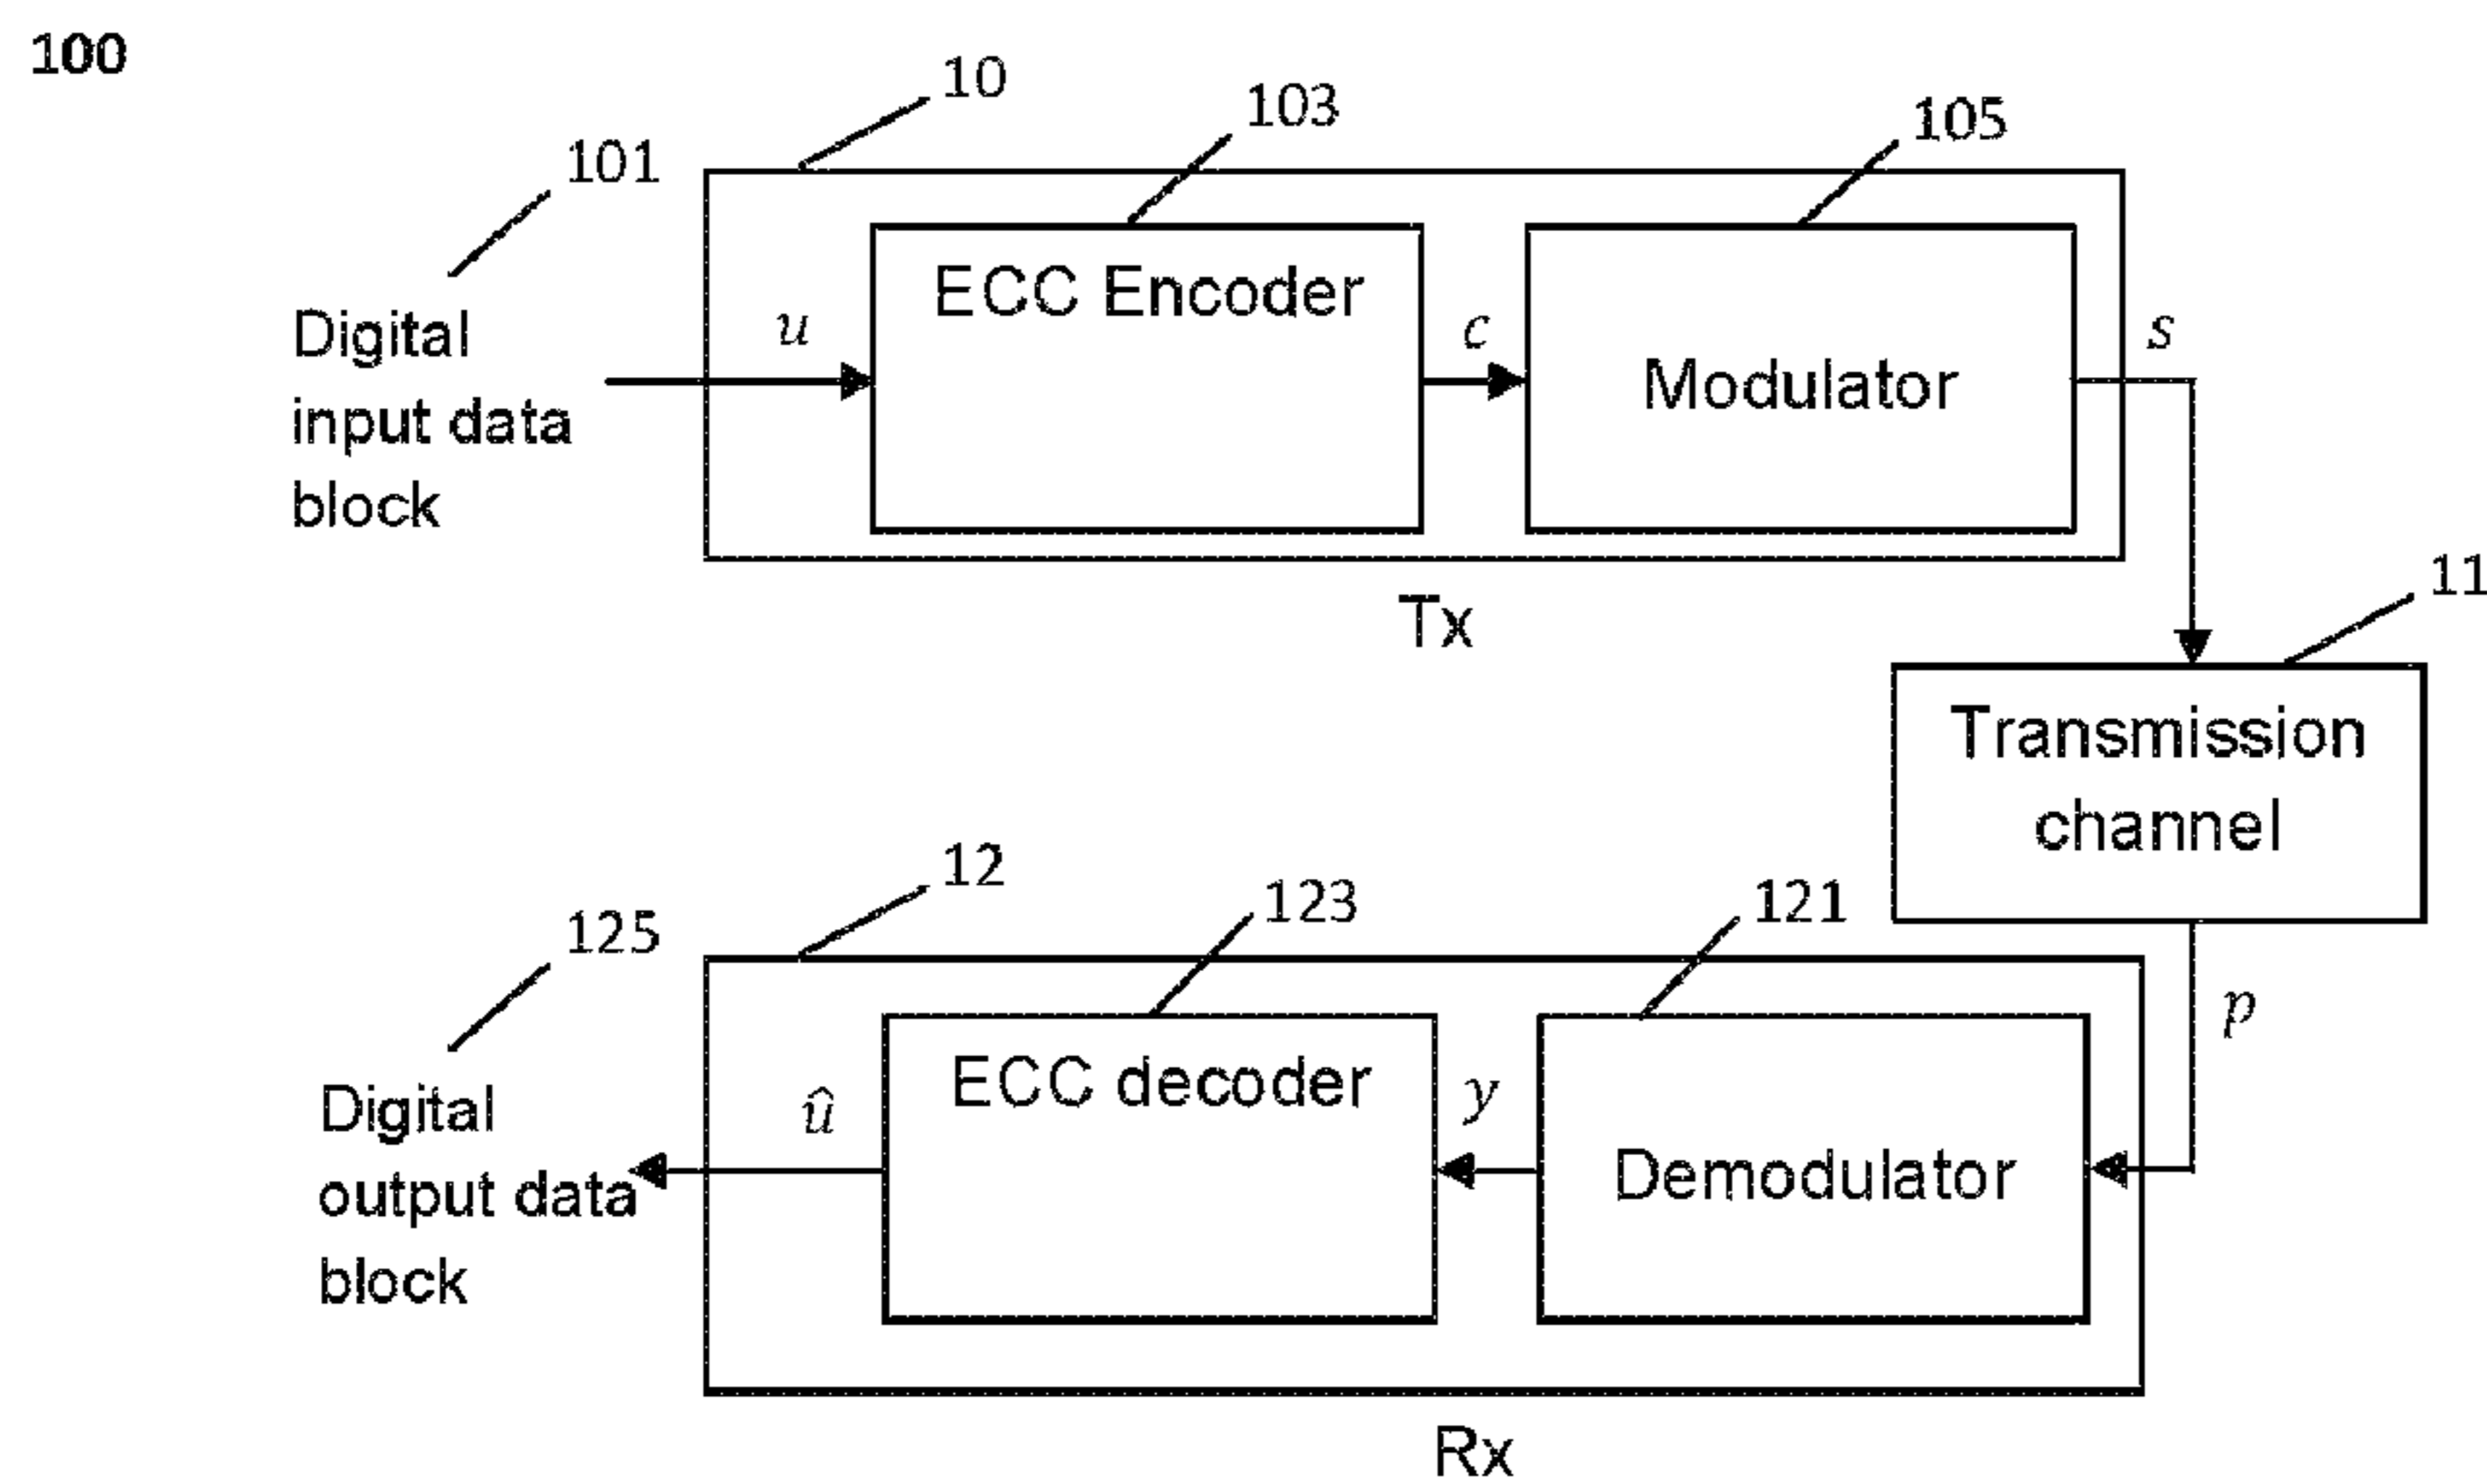 100
10
103
105
101
ECC Encoder
Digital
input data
block
u
c
Modulator
s
Tx
11
Transmission
channel
12
123
121
125
p
ECC decoder
Digital
output data
block
û
y
Demodulator
Rx